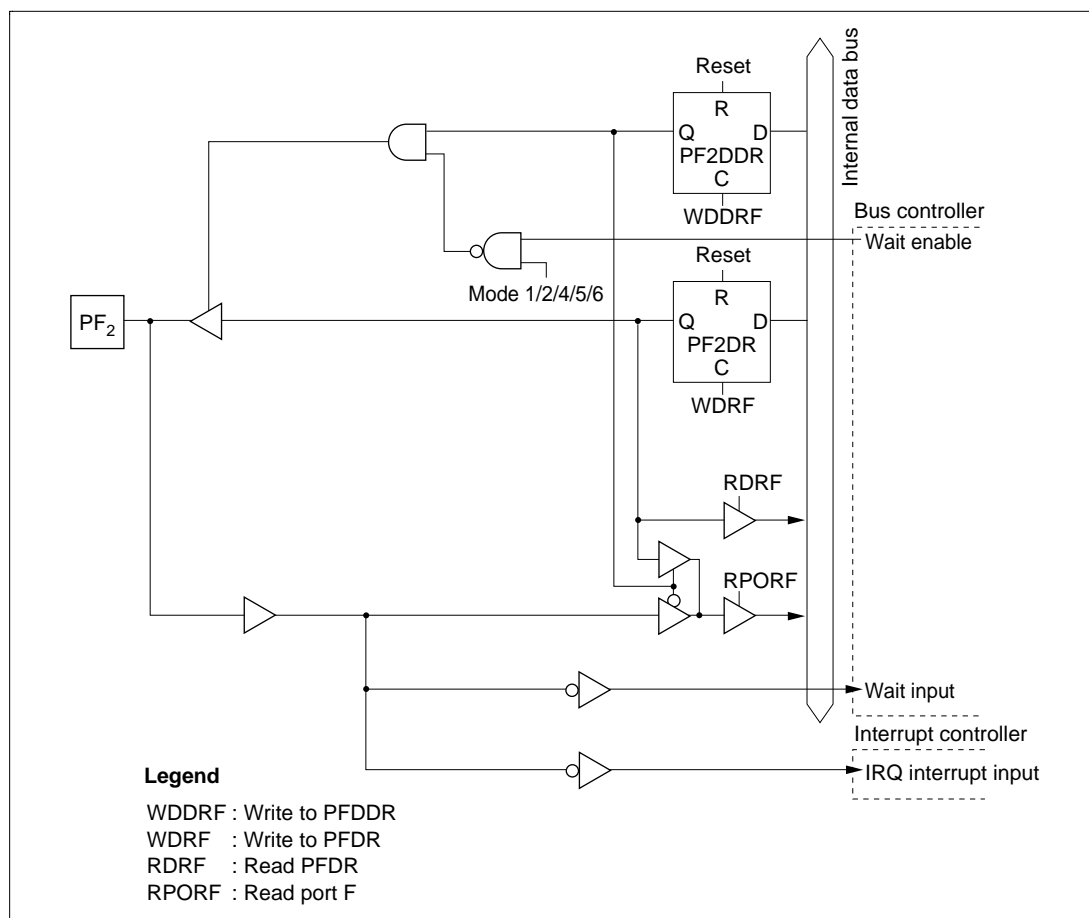 Reset
R
Q D
PF2DDR
C
WDDRF
Internal data bus
Bus controller
Wait enable
Mode 1/2/4/5/6
Reset
R
Q D
PF2DR
C
WDRF
PF2
RDRF
RPORF
Wait input
Interrupt controller
IRQ interrupt input
Legend
WDDRF : Write to PFDDR
WDRF : Write to PFDR
RDRF : Read PFDR
RPORF : Read port F